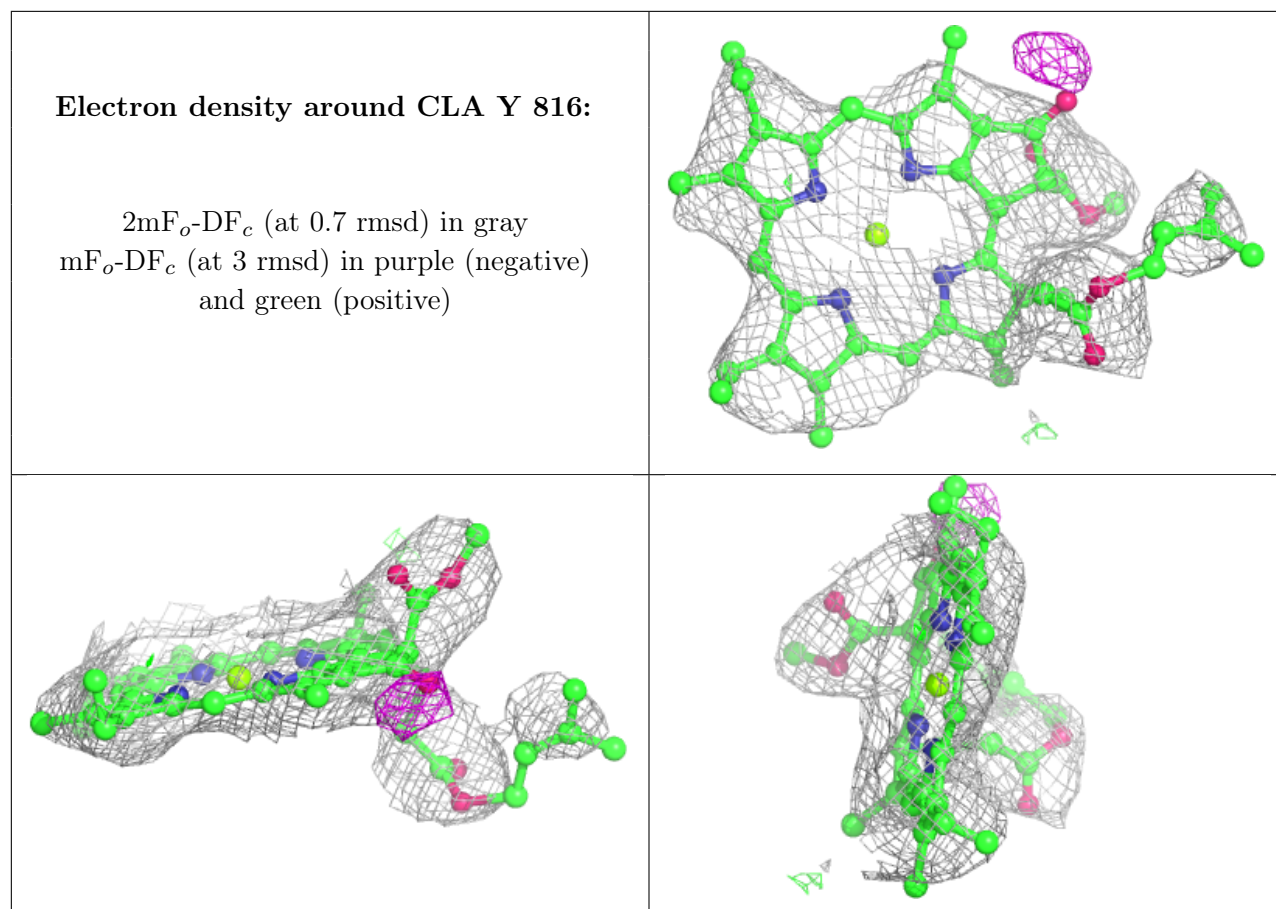 Electron density around CLA Y 816:
2mFₒ-DF𝒸 (at 0.7 rmsd) in gray
mFₒ-DF𝒸 (at 3 rmsd) in purple (negative)
and green (positive)